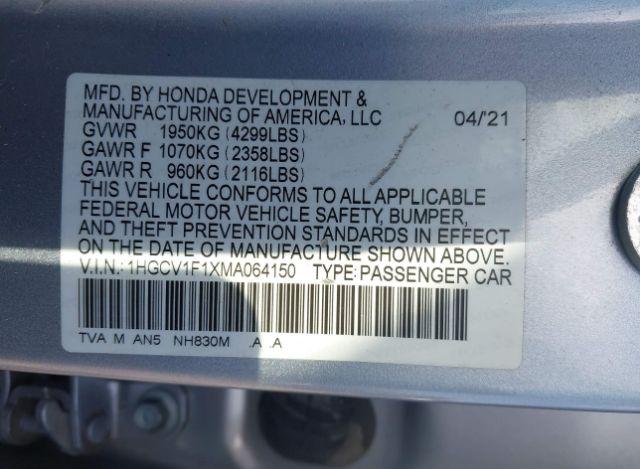 MFD. BY HONDA DEVELOPMENT &
MANUFACTURING OF AMERICA, LLC 04/'21
GVWR 1950KG (4299LBS)
GAWR F 1070KG (2358LBS)
GAWR R 960KG (2116LBS)
THIS VEHICLE CONFORMS TO ALL APPLICABLE
FEDERAL MOTOR VEHICLE SAFETY, BUMPER,
AND THEFT PREVENTION STANDARDS IN EFFECT
ON THE DATE OF MANUFACTURE SHOWN ABOVE.
V.I.N.: 1HGCV1F1XMA064150 TYPE: PASSENGER CAR
TVA M AN5 NH830M .A .A